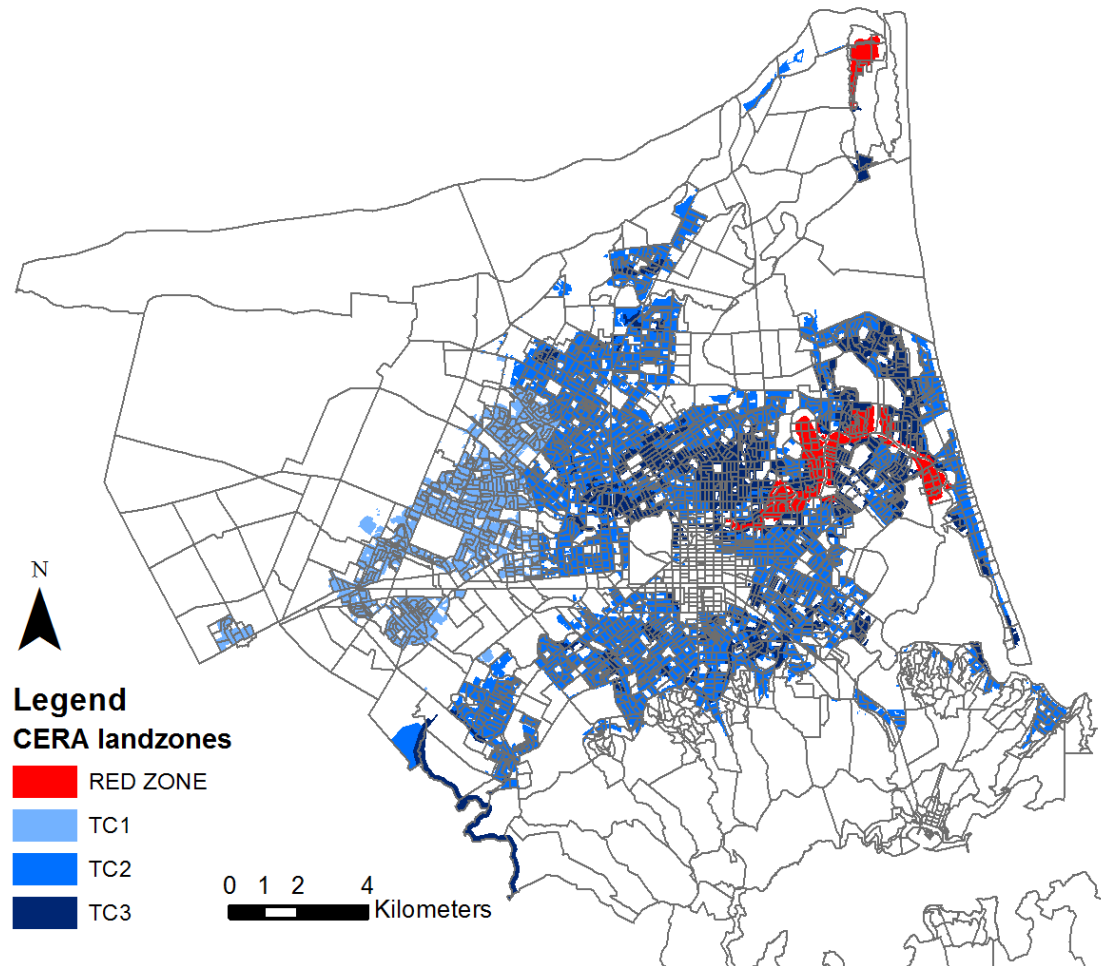 N
Legend
CERA landzones
RED ZONE
TC1
TC2
TC3
0 1 2 4
Kilometers